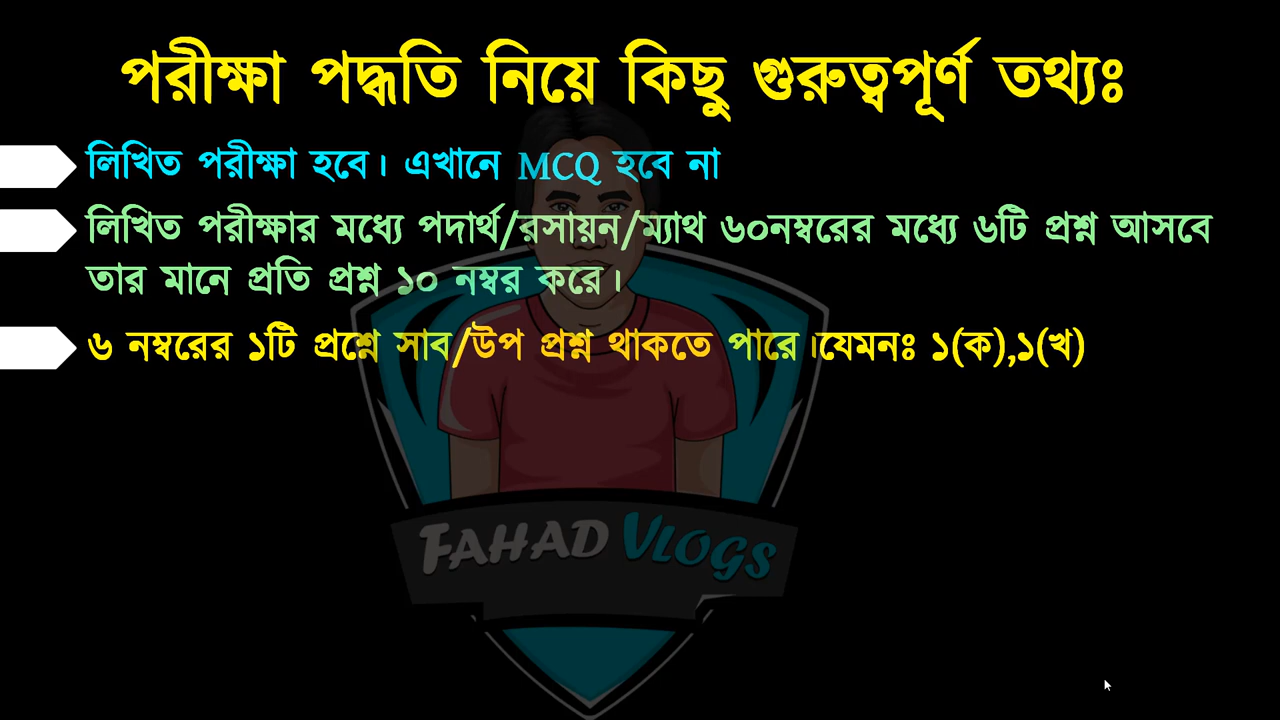 পরীক্ষা পদ্ধতি নিয়ে কিছু গুরুত্বপূর্ণ তথ্যঃ
লিখিত পরীক্ষা হবে। এখানে MCQ হবে না
লিখিত পরীক্ষার মধ্যে পদার্থ/রসায়ন/ম্যাথ ৬০নম্বরের মধ্যে ৬টি প্রশ্ন আসবে
তার মানে প্রতি প্রশ্ন ১০ নম্বর করে।
৬ নম্বরের ১টি প্রশ্নে সাব/উপ প্রশ্ন থাকতে পারে।যেমনঃ ১(ক),১(খ)
FAHAD VLOGS